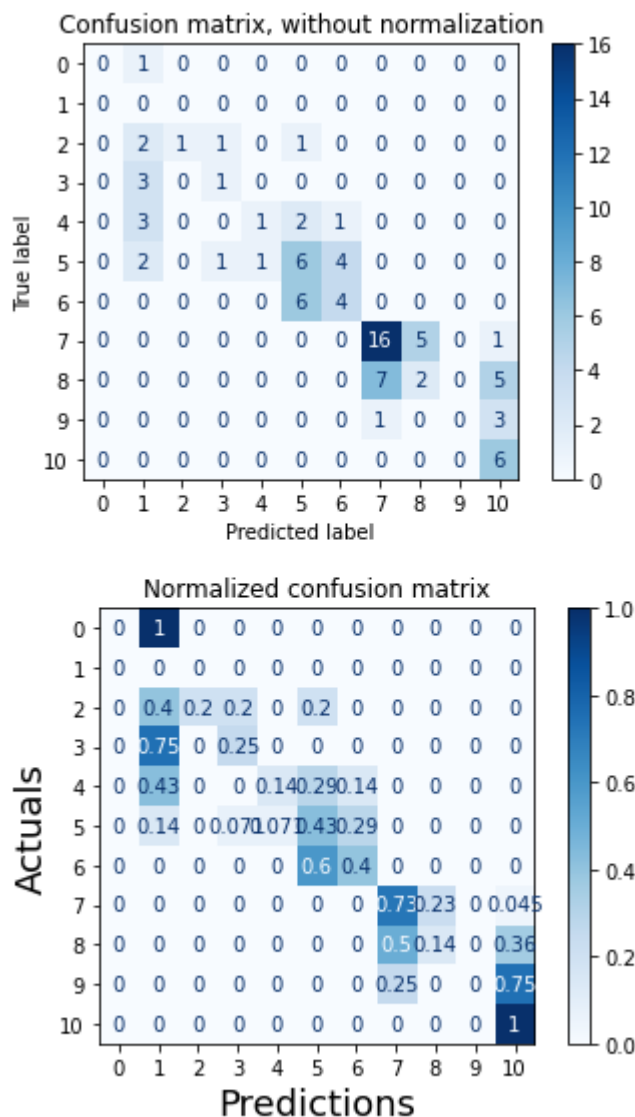 Confusion matrix, without normalization
0 0 1 0 0 0 0 0 0 0 0 0
1 0 0 0 0 0 0 0 0 0 0 0
2 0 2 1 1 0 1 0 0 0 0 0
3 0 3 0 1 0 0 0 0 0 0 0
4 0 3 0 0 1 2 1 0 0 0 0
5 0 2 0 1 1 6 4 0 0 0 0
6 0 0 0 0 0 6 4 0 0 0 0
7 0 0 0 0 0 0 0 16 5 0 1
8 0 0 0 0 0 0 0 7 2 0 5
9 0 0 0 0 0 0 0 1 0 0 3
10 0 0 0 0 0 0 0 0 0 0 6
0 1 2 3 4 5 6 7 8 9 10
True label
Predicted label
16
14
12
10
8
6
4
2
0
Normalized confusion matrix
0 0 1 0 0 0 0 0 0 0 0 0
1 0 0 0 0 0 0 0 0 0 0 0
2 0 0.4 0.2 0.2 0 0.2 0 0 0 0 0
3 0 0.75 0 0.25 0 0 0 0 0 0 0
4 0 0.43 0 0 0.14 0.29 0.14 0 0 0 0
5 0 0.14 0 0.071 0.071 0.43 0.29 0 0 0 0
6 0 0 0 0 0 0.6 0.4 0 0 0 0
7 0 0 0 0 0 0 0 0.73 0.23 0 0.045
8 0 0 0 0 0 0 0 0.5 0.14 0 0.36
9 0 0 0 0 0 0 0 0.25 0 0 0.75
10 0 0 0 0 0 0 0 0 0 0 1
0 1 2 3 4 5 6 7 8 9 10
Actuals
Predictions
1.0
0.8
0.6
0.4
0.2
0.0